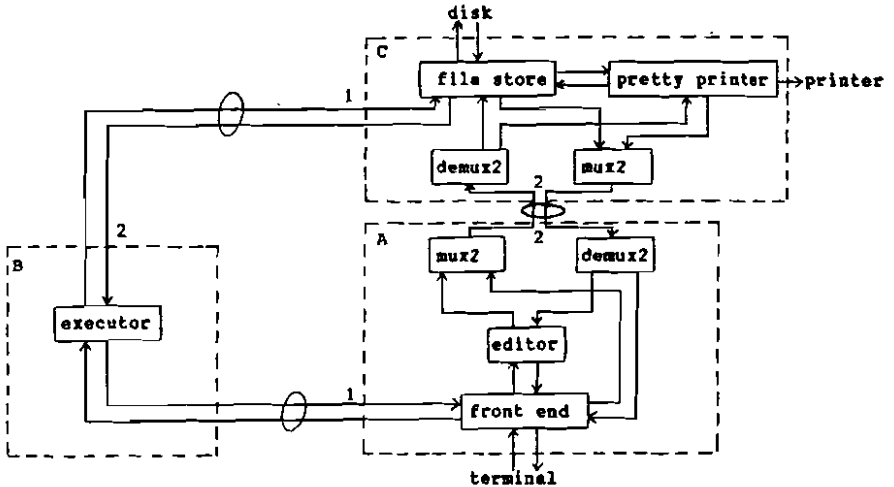 disk
C
file store
pretty printer
printer
1
demux2
mux2
2
2
A
mux2
demux2
2
B
executor
editor
1
front end
terminal